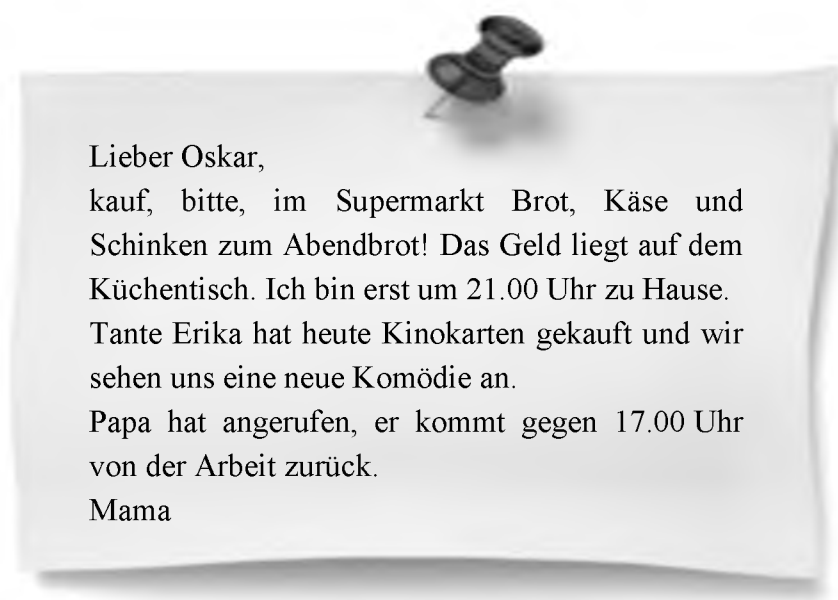 Lieber Oskar,
kauf, bitte, im Supermarkt Brot, Käse und
Schinken zum Abendbrot! Das Geld liegt auf dem
Küchentisch. Ich bin erst um 21.00 Uhr zu Hause.
Tante Erika hat heute Kinokarten gekauft und wir
sehen uns eine neue Komödie an.
Papa hat angerufen, er kommt gegen 17.00 Uhr
von der Arbeit zurück.
Mama